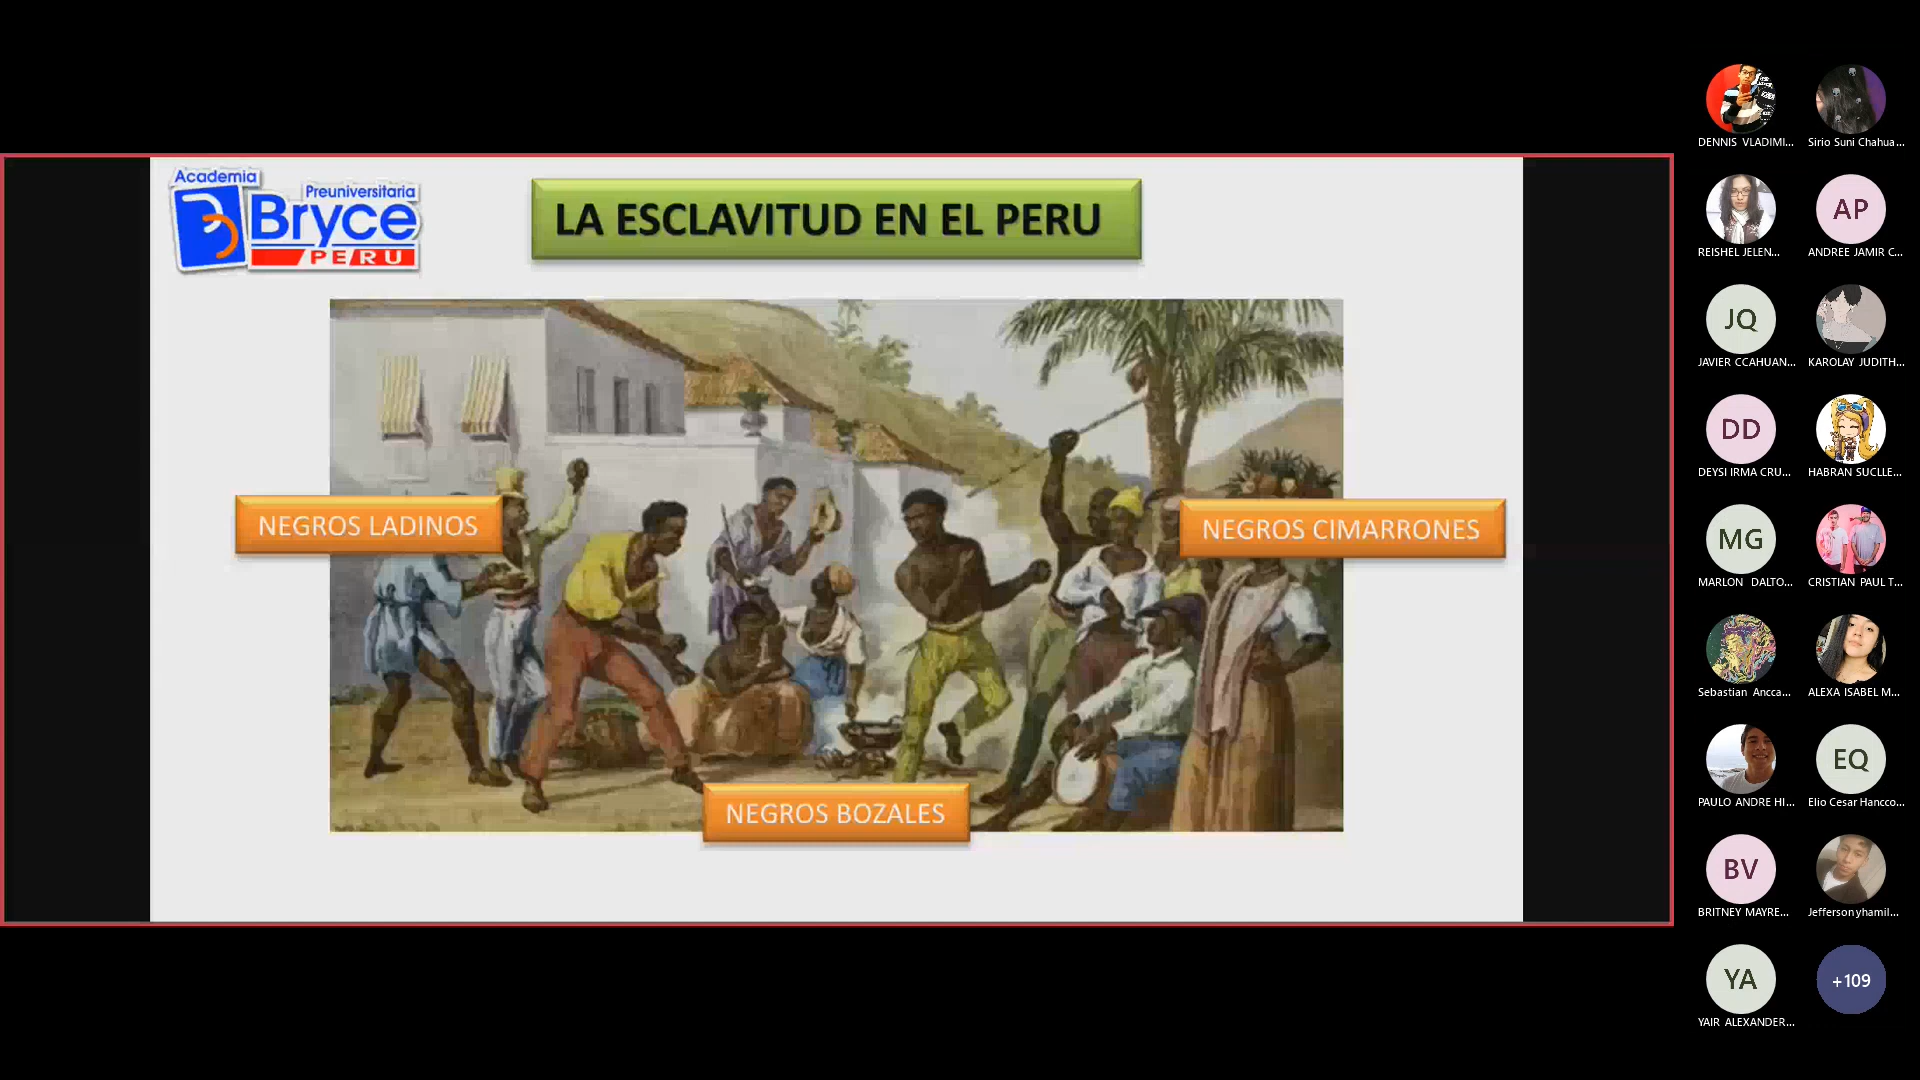 Academia
Preuniversitaria
Bryce
PERU
LA ESCLAVITUD EN EL PERU
NEGROS LADINOS
NEGROS CIMARRONES
NEGROS BOZALES
DENNIS VLADIMI...
Sirio Suni Chahua...
REISHEL JELEN...
AP
ANDREE JAMIR C...
JQ
JAVIER CCAHUAN...
KAROLAY JUDITH...
DD
DEYSI IRMA CRU...
HABRAN SUCLLE...
MG
MARLON DALTO...
CRISTIAN PAUL T...
Sebastian Ancca...
ALEXA ISABEL M...
PAULO ANDRE HI...
EQ
Elio Cesar Hancco...
BV
BRITNEY MAYRE...
Jefferson yhamil...
YA
YAIR ALEXANDER...
+109